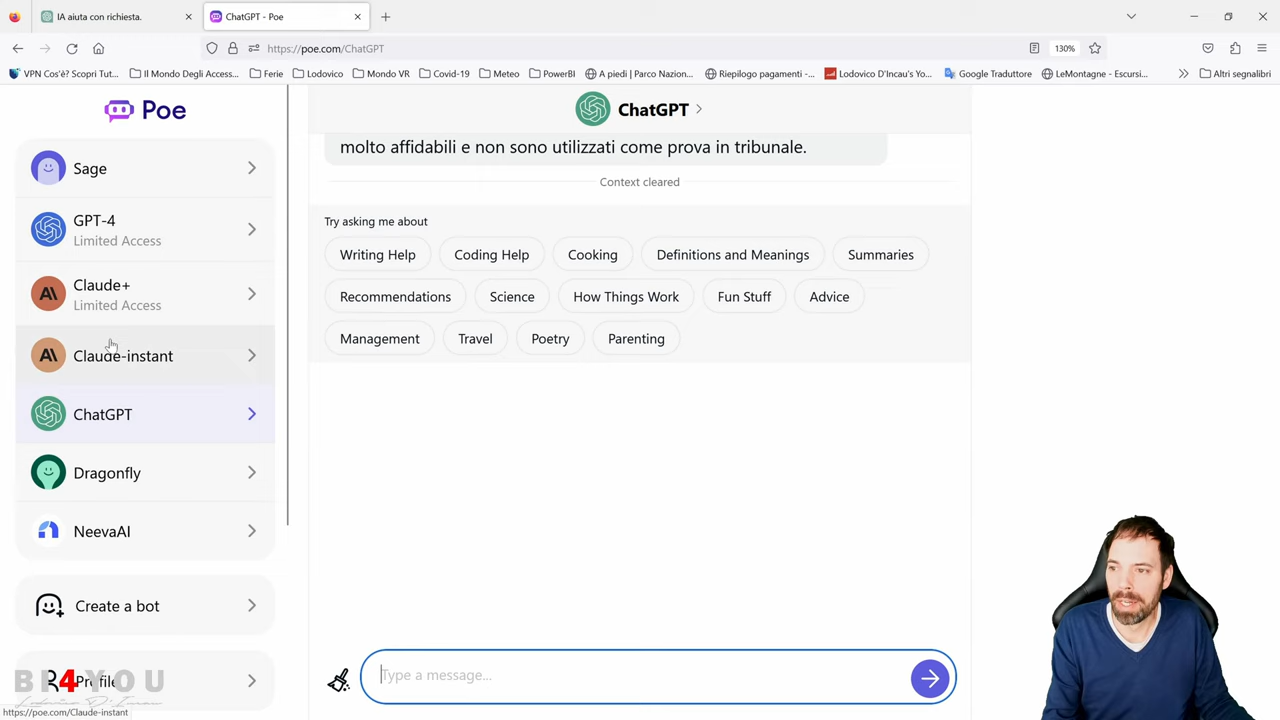 IA aiuta con richiesta.
ChatGPT - Poe
https://poe.com/ChatGPT
130%
VPN Cos'è? Scopri Tut...
Il Mondo Degli Access...
Ferie
Lodovico
Mondo VR
Covid-19
Meteo
PowerBI
A piedi | Parco Nazion...
Riepilogo pagamenti -...
Lodovico D'Incau's Yo...
Google Traduttore
LeMontagne - Escursi...
Altri segnalibri
Poe
Sage
GPT-4
Limited Access
Claude+
Limited Access
Claude-instant
ChatGPT
Dragonfly
NeevaAI
Create a bot
Profile
BI4YOU
Lodovico D'Incau
https://poe.com/Claude-instant
ChatGPT
molto affidabili e non sono utilizzati come prova in tribunale.
Context cleared
Try asking me about
Writing Help
Coding Help
Cooking
Definitions and Meanings
Summaries
Recommendations
Science
How Things Work
Fun Stuff
Advice
Management
Travel
Poetry
Parenting
Type a message...